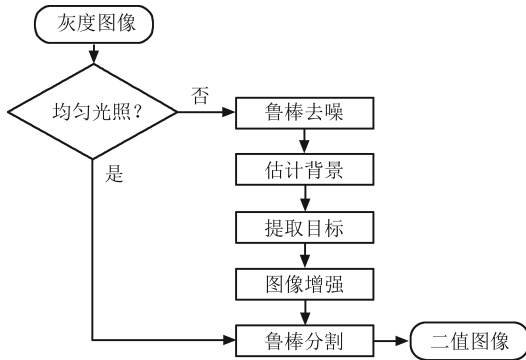 灰度图像
均匀光照?
否
是
鲁棒去噪
估计背景
提取目标
图像增强
鲁棒分割
二值图像